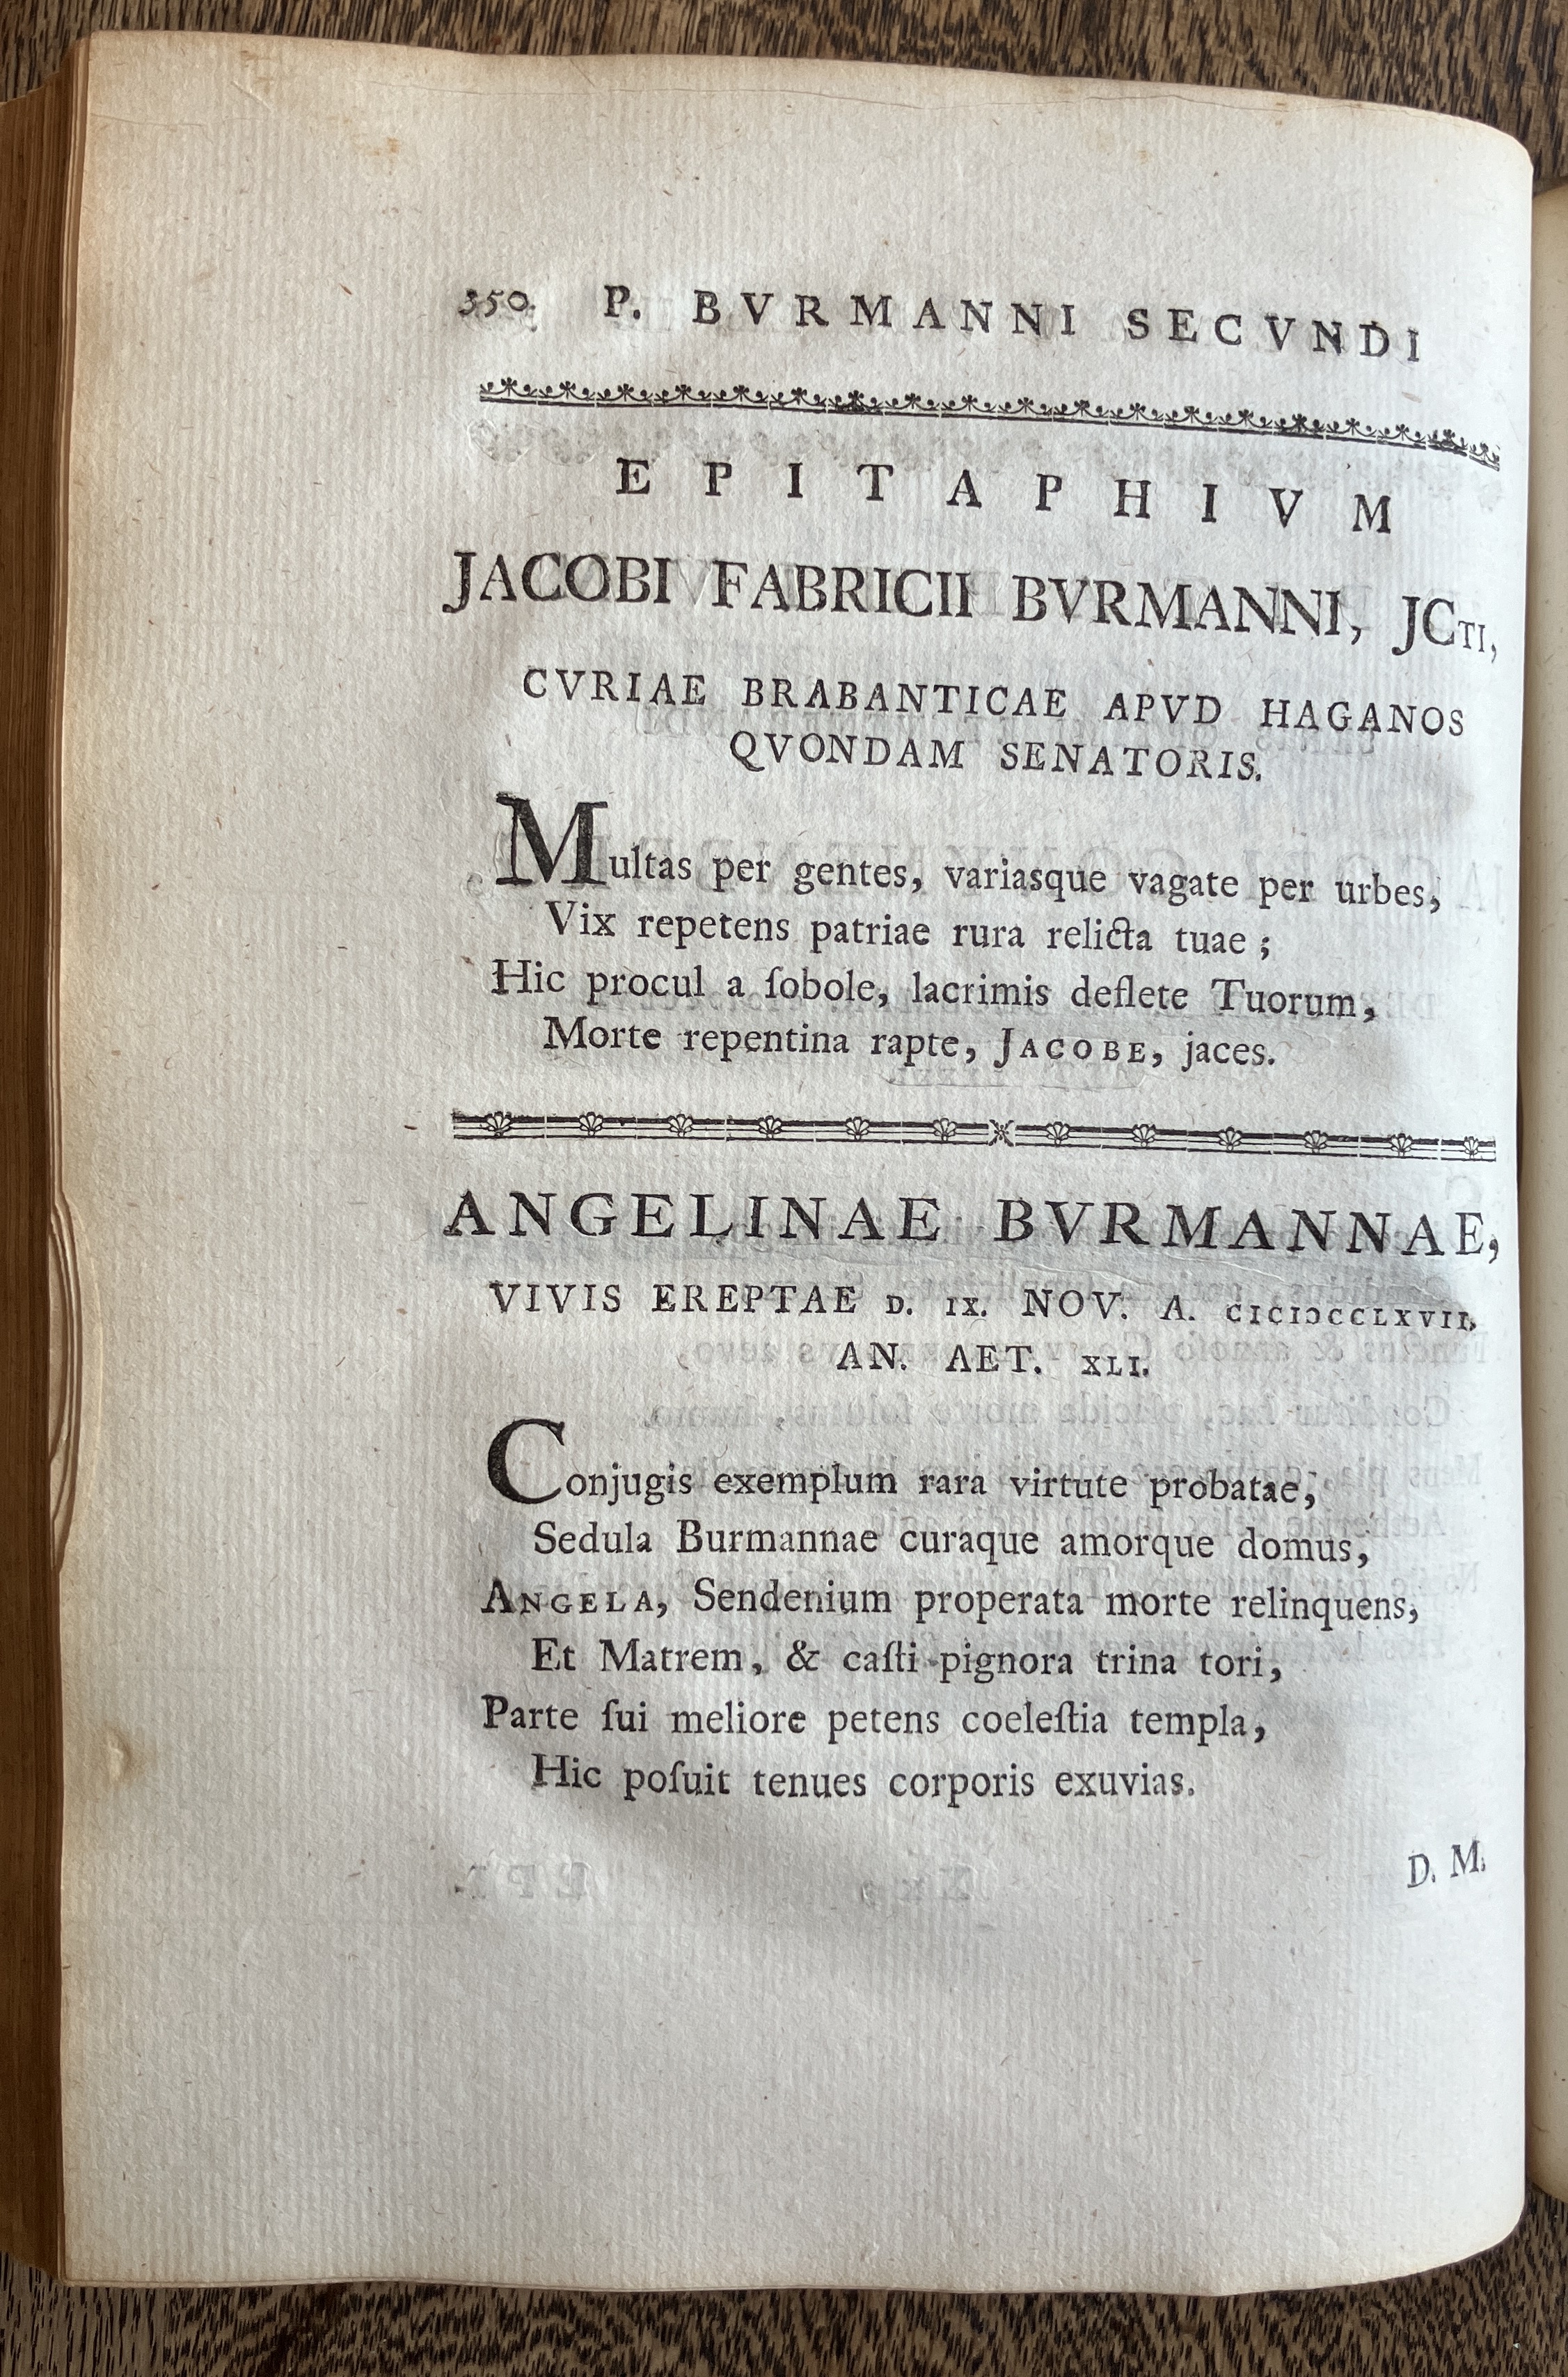 350 P. BVRMANNI SECVNDI
EPITAPHIVM
JACOBI FABRICII BVRMANNI, JCTI,
CVRIAE BRABANTICAE APVD HAGANOS
QVONDAM SENATORIS.
Multas per gentes, variasque vagate per urbes,
Vix repetens patriae rura relicta tuae;
Hic procul a ſobole, lacrimis deflete Tuorum,
Morte repentina rapte, JACOBE, jaces.
ANGELINAE BVRMANNAE,
VIVIS EREPTAE D. IX. NOV. A. CIↃIↃCCLXVII,
AN. AET. XLI.
Conjugis exemplum rara virtute probatae,
Sedula Burmannae curaque amorque domus,
ANGELA, Sendenium properata morte relinquens,
Et Matrem, & caſti pignora trina tori,
Parte ſui meliore petens coeleſtia templa,
Hic poſuit tenues corporis exuvias.
D. M.